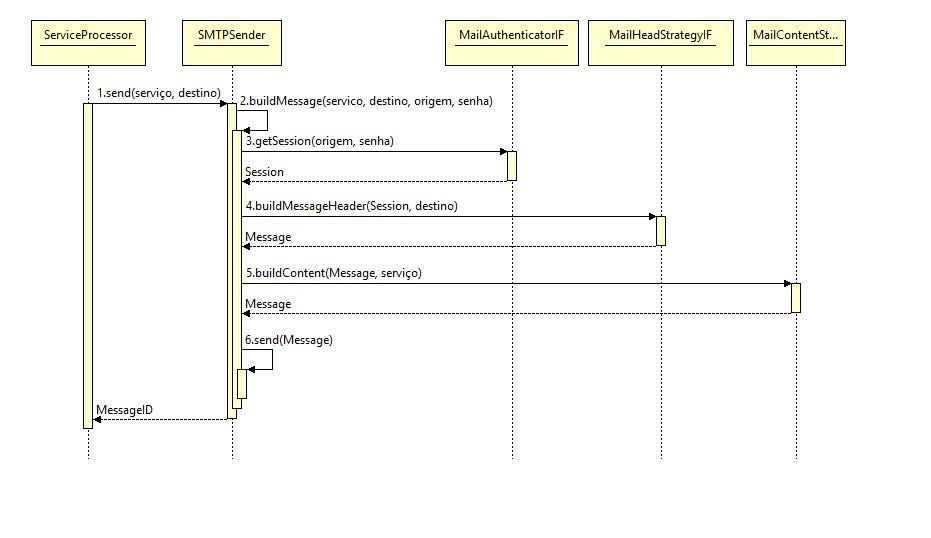 ServiceProcessor
SMTPSender
MailAuthenticatorIF
MailHeadStrategyIF
MailContentSt...
1.send(serviço, destino)
2.buildMessage(servico, destino, origem, senha)
3.getSession(origem, senha)
Session
4.buildMessageHeader(Session, destino)
Message
5.buildContent(Message, serviço)
Message
6.send(Message)
MessageID